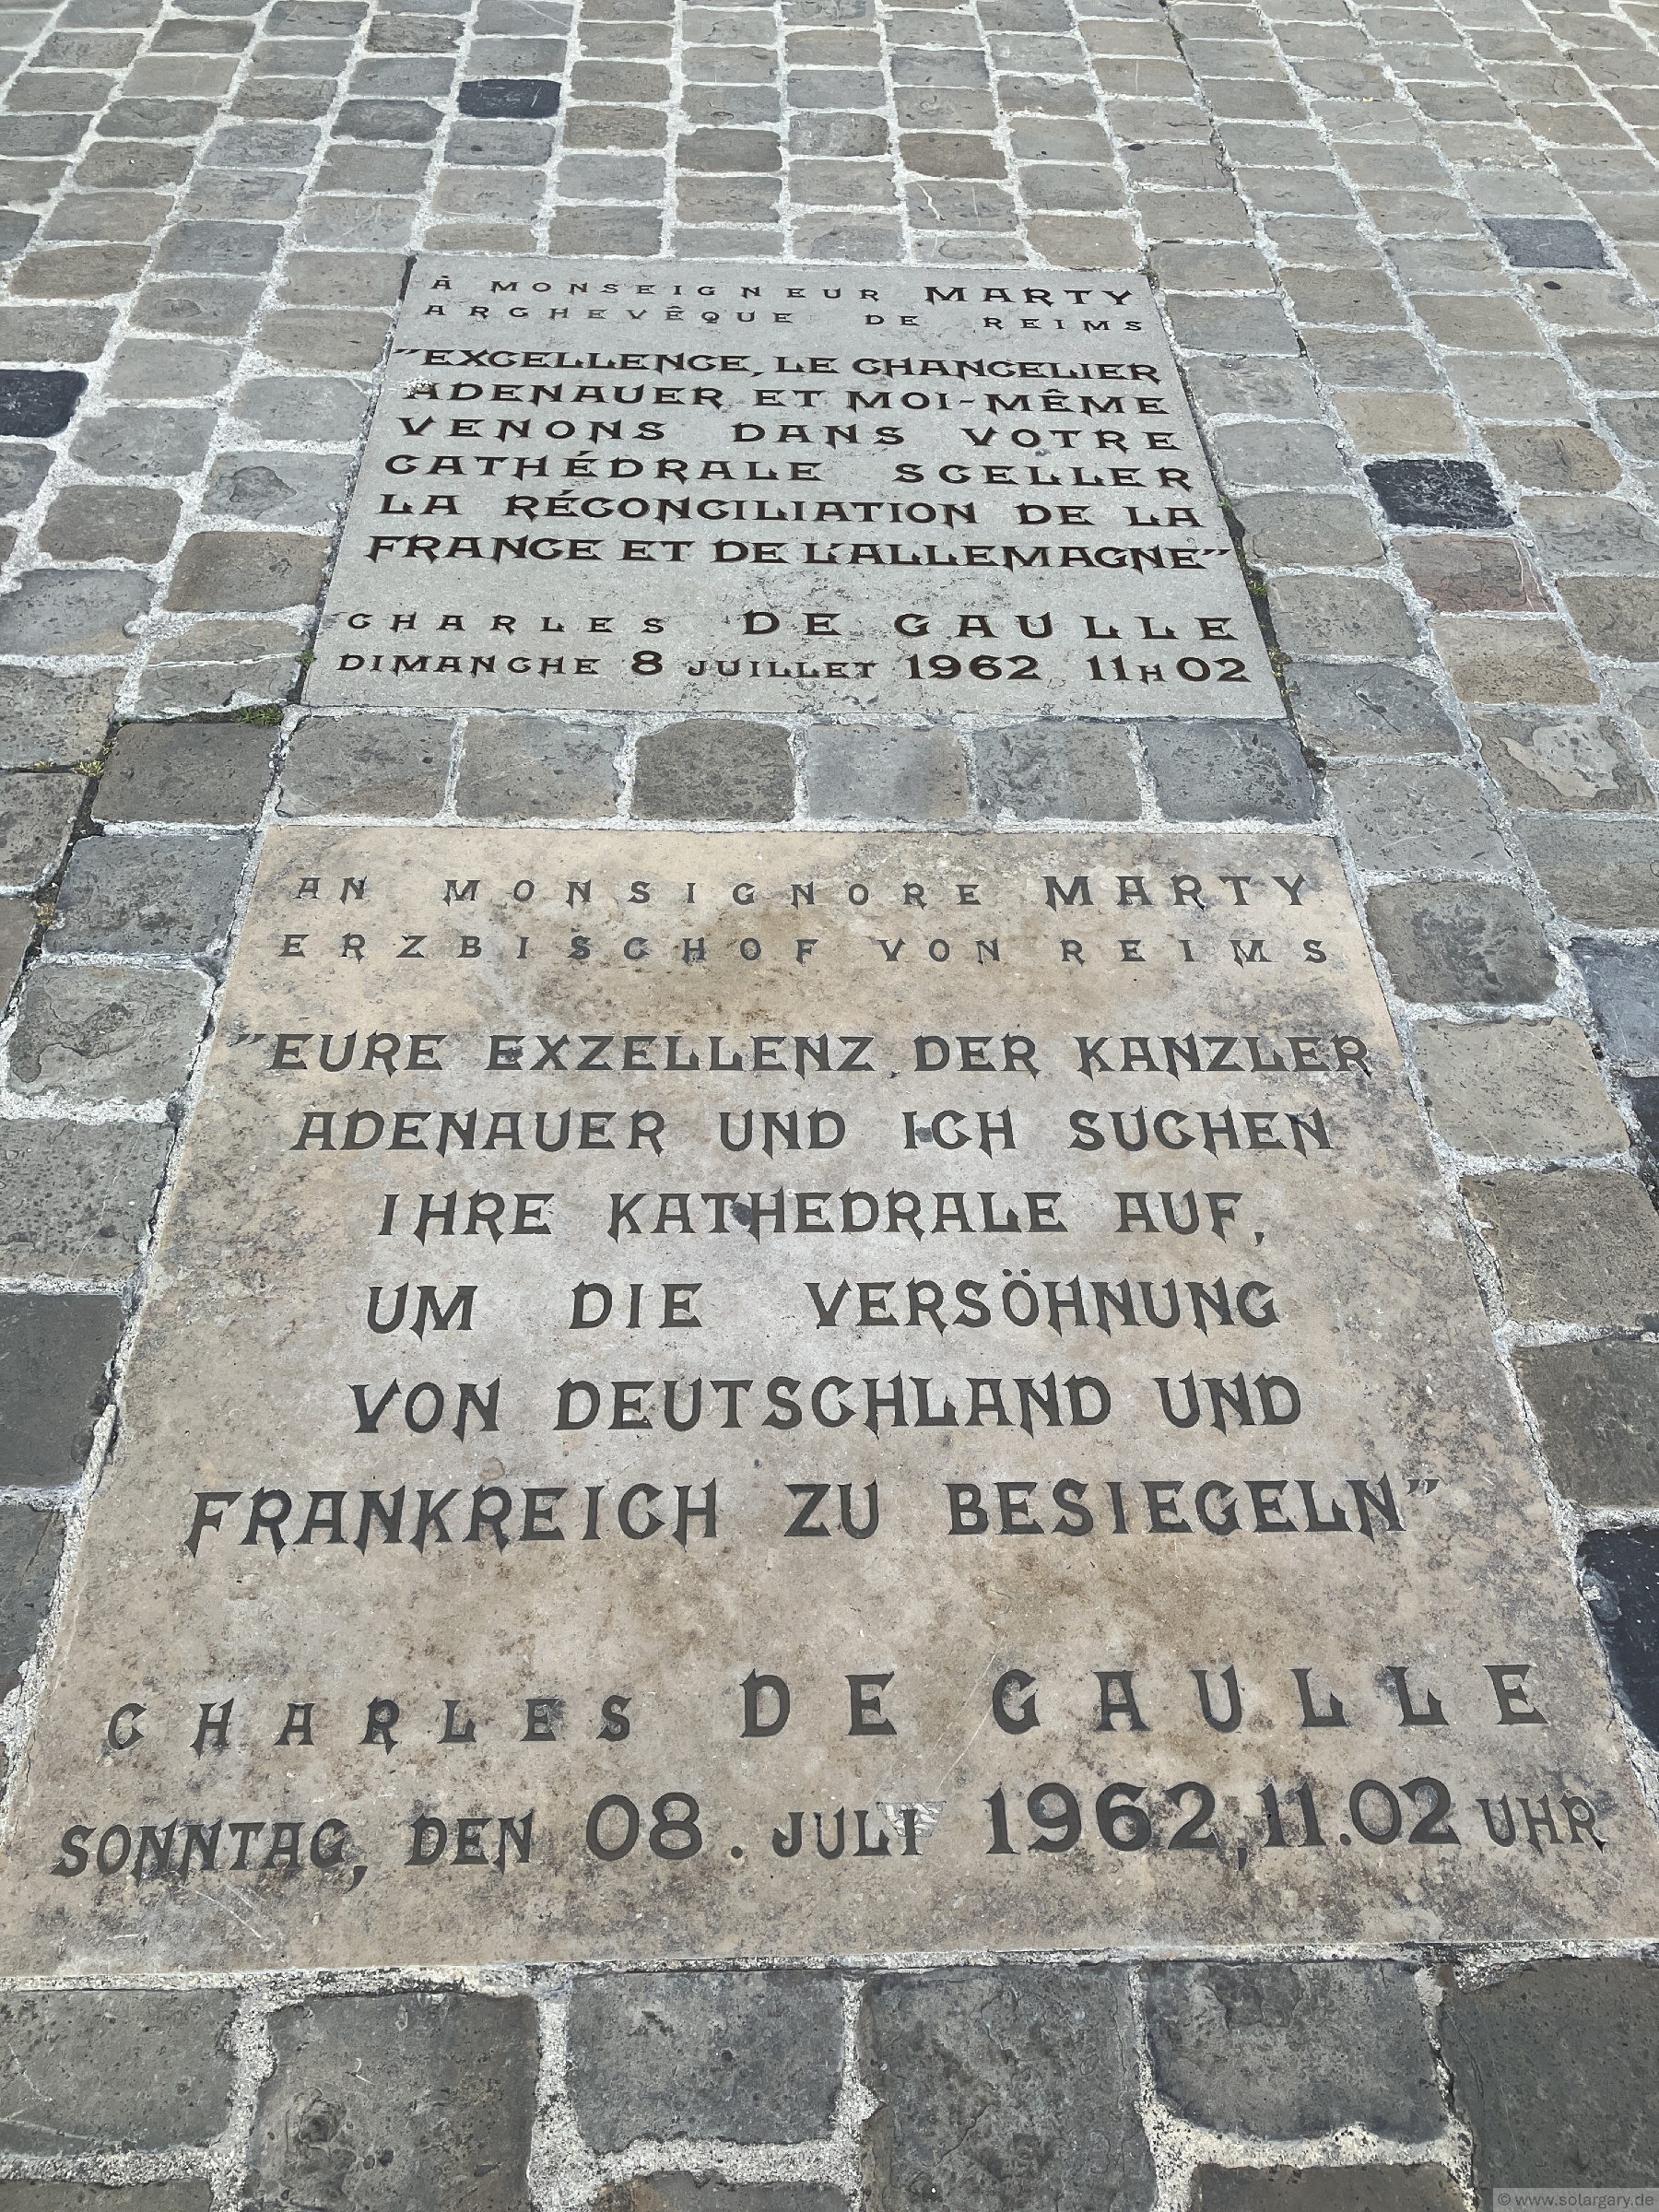 À MONSEIGNEUR MARTY
ARCHEVÊQUE DE REIMS
"EXCELLENCE, LE CHANCELIER
ADENAUER ET MOI-MÊME
VENONS DANS VOTRE
CATHÉDRALE SCELLER
LA RÉCONCILIATION DE LA
FRANCE ET DE L'ALLEMAGNE"
CHARLES DE GAULLE
DIMANCHE 8 JUILLET 1962 11H02
AN MONSIGNORE MARTY
ERZBISCHOF VON REIMS
"EURE EXZELLENZ DER KANZLER
ADENAUER UND ICH SUCHEN
IHRE KATHEDRALE AUF,
UM DIE VERSÖHNUNG
VON DEUTSCHLAND UND
FRANKREICH ZU BESIEGELN"
CHARLES DE GAULLE
SONNTAG, DEN 08. JULI 1962, 11.02 UHR
© www.solargary.de